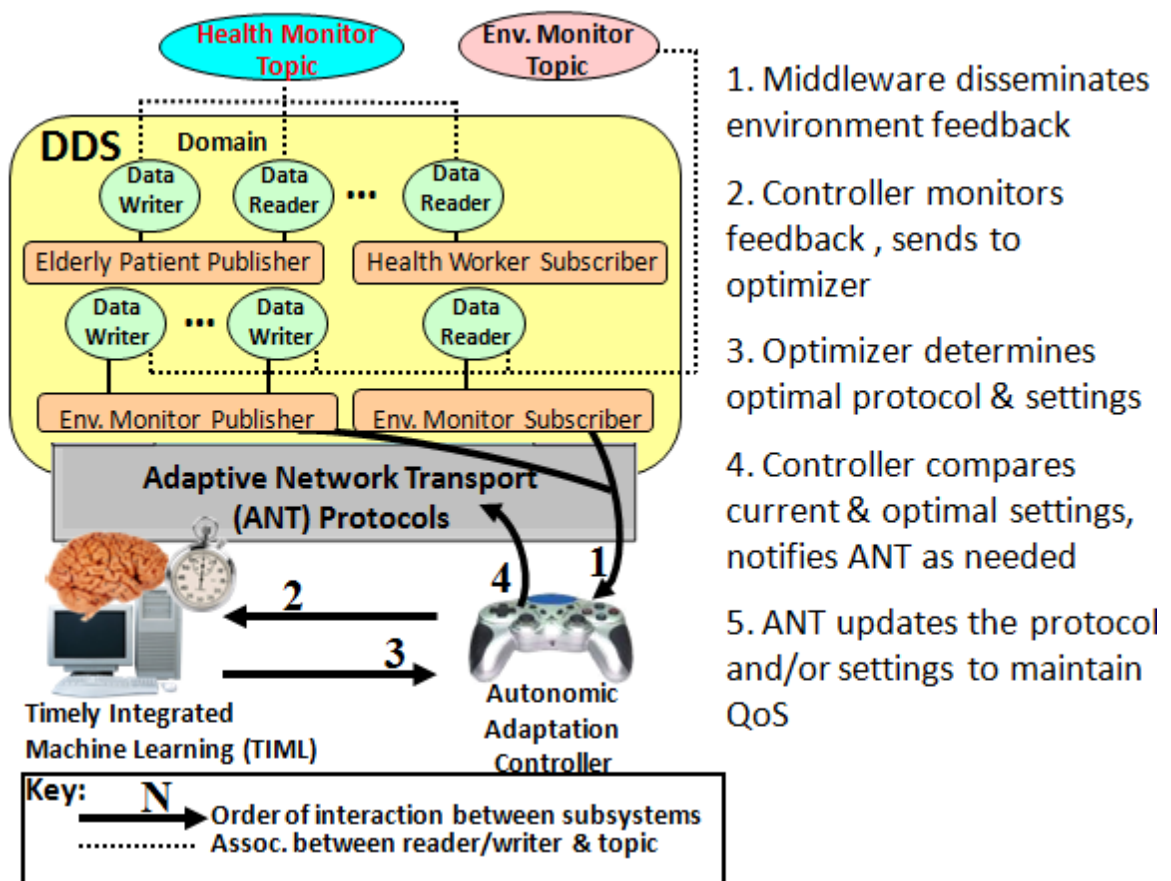 Health Monitor
Topic
Env. Monitor
Topic
DDS
Domain
Data
Writer
Data
Reader
...
Data
Reader
Elderly Patient Publisher
Health Worker Subscriber
Data
Writer
...
Data
Writer
Data
Reader
Env. Monitor Publisher
Env. Monitor Subscriber
Adaptive Network Transport
(ANT) Protocols
1
4
2
3
Timely Integrated
Machine Learning (TIML)
Autonomic
Adaptation
Controller
Key:
N
Order of interaction between subsystems
Assoc. between reader/writer & topic
1. Middleware disseminates
environment feedback
2. Controller monitors
feedback , sends to
optimizer
3. Optimizer determines
optimal protocol & settings
4. Controller compares
current & optimal settings,
notifies ANT as needed
5. ANT updates the protocol
and/or settings to maintain
QoS